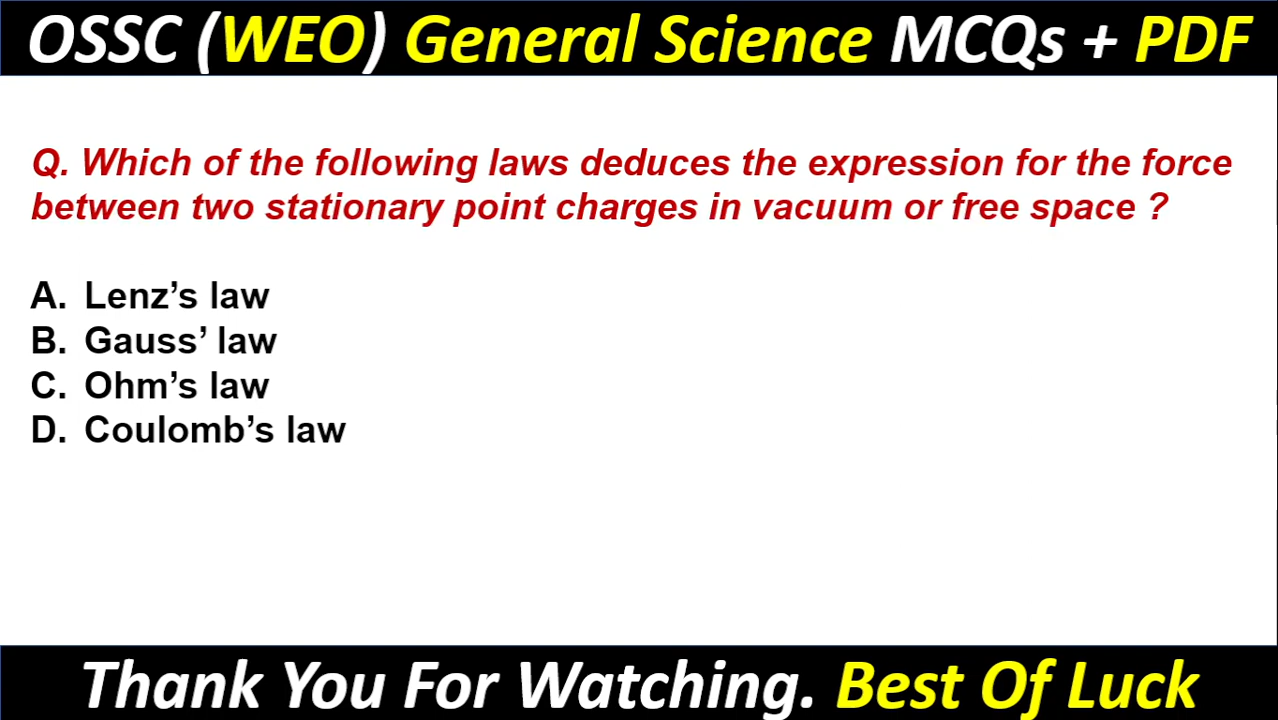 OSSC (WEO) General Science MCQs + PDF
Q. Which of the following laws deduces the expression for the force
between two stationary point charges in vacuum or free space ?
A. Lenz’s law
B. Gauss’ law
C. Ohm’s law
D. Coulomb’s law
Thank You For Watching. Best Of Luck